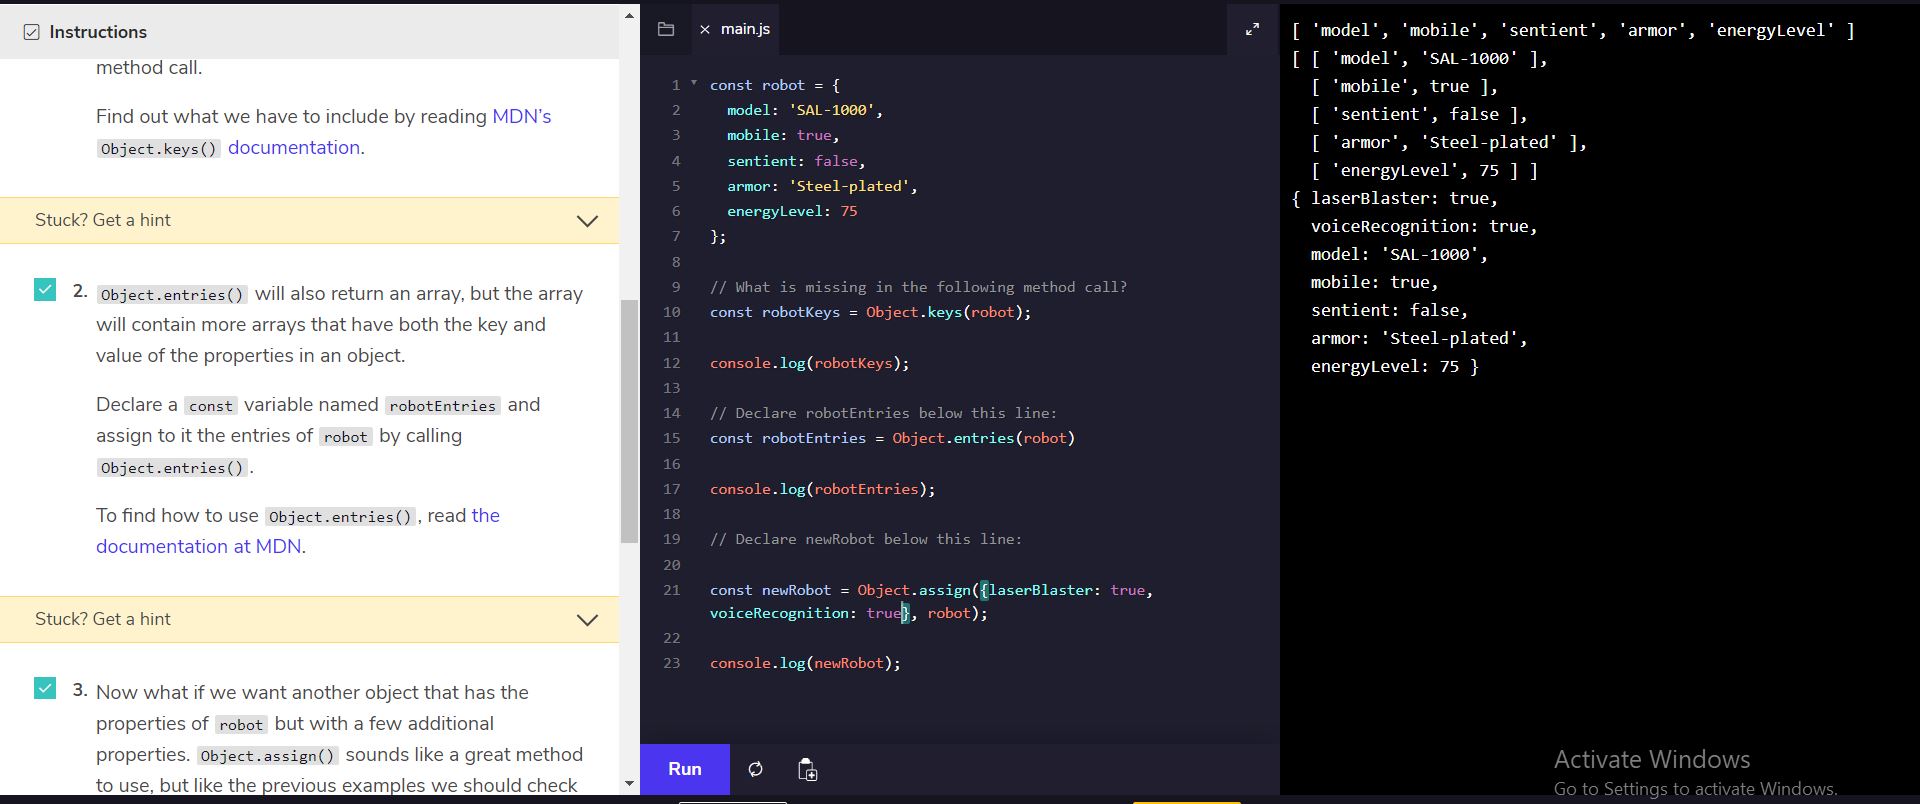 Instructions
method call.
Find out what we have to include by reading MDN's
Object.keys() documentation.
Stuck? Get a hint
2. Object.entries() will also return an array, but the array
will contain more arrays that have both the key and
value of the properties in an object.
Declare a const variable named robotEntries and
assign to it the entries of robot by calling
Object.entries().
To find how to use Object.entries(), read the
documentation at MDN.
Stuck? Get a hint
3. Now what if we want another object that has the
properties of robot but with a few additional
properties. Object.assign() sounds like a great method
to use, but like the previous examples we should check
main.js
1 const robot = {
2 model: 'SAL-1000',
3 mobile: true,
4 sentient: false,
5 armor: 'Steel-plated',
6 energyLevel: 75
7 };
8
9 // What is missing in the following method call?
10 const robotKeys = Object.keys(robot);
11
12 console.log(robotKeys);
13
14 // Declare robotEntries below this line:
15 const robotEntries = Object.entries(robot)
16
17 console.log(robotEntries);
18
19 // Declare newRobot below this line:
20
21 const newRobot = Object.assign({laserBlaster: true,
voiceRecognition: true}, robot);
22
23 console.log(newRobot);
Run
[ 'model', 'mobile', 'sentient', 'armor', 'energyLevel' ]
[ [ 'model', 'SAL-1000' ],
[ 'mobile', true ],
[ 'sentient', false ],
[ 'armor', 'Steel-plated' ],
[ 'energyLevel', 75 ] ]
{ laserBlaster: true,
voiceRecognition: true,
model: 'SAL-1000',
mobile: true,
sentient: false,
armor: 'Steel-plated',
energyLevel: 75 }
Activate Windows
Go to Settings to activate Windows.